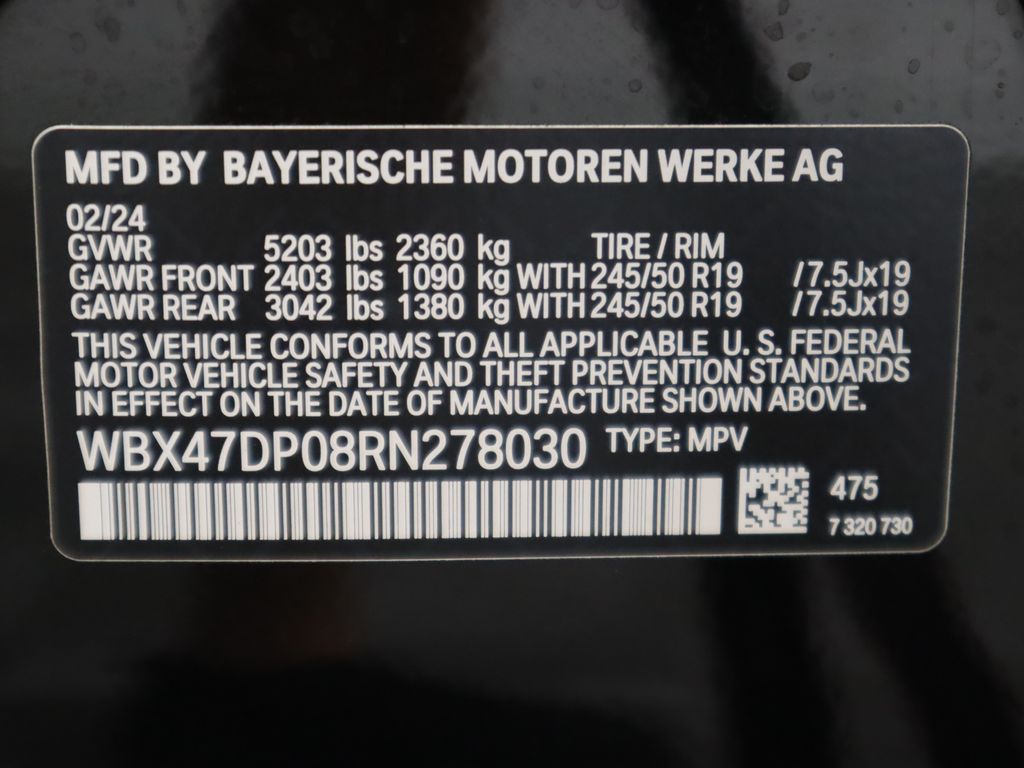 MFD BY BAYERISCHE MOTOREN WERKE AG
02/24
GVWR 5203 lbs 2360 kg TIRE / RIM
GAWR FRONT 2403 lbs 1090 kg WITH 245/50 R19 /7.5Jx19
GAWR REAR 3042 lbs 1380 kg WITH 245/50 R19 /7.5Jx19
THIS VEHICLE CONFORMS TO ALL APPLICABLE U. S. FEDERAL
MOTOR VEHICLE SAFETY AND THEFT PREVENTION STANDARDS
IN EFFECT ON THE DATE OF MANUFACTURE SHOWN ABOVE.
WBX47DP08RN278030 TYPE: MPV
475
7 320 730